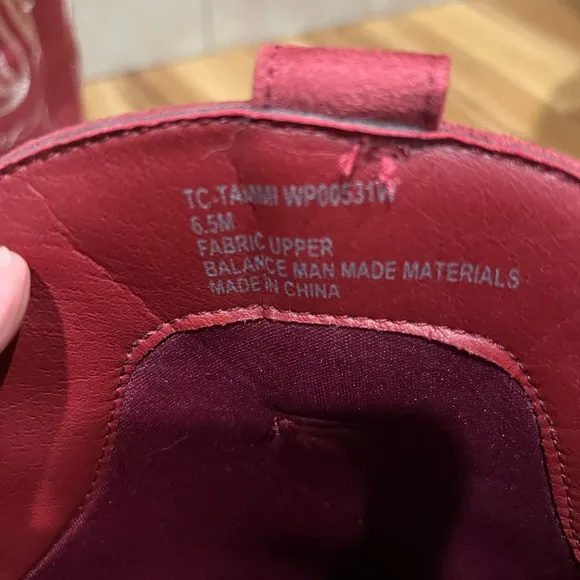 TC-TAMMI WP00531W
6.5M
FABRIC UPPER
BALANCE MAN MADE MATERIALS
MADE IN CHINA